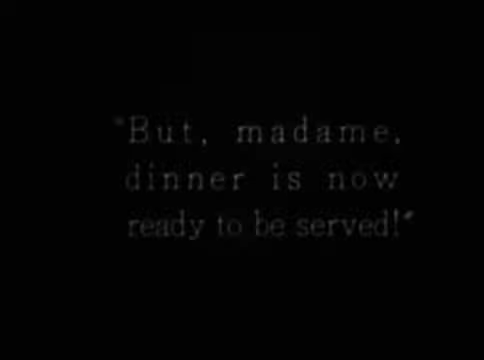 "But, madame,
dinner is now
ready to be served!"